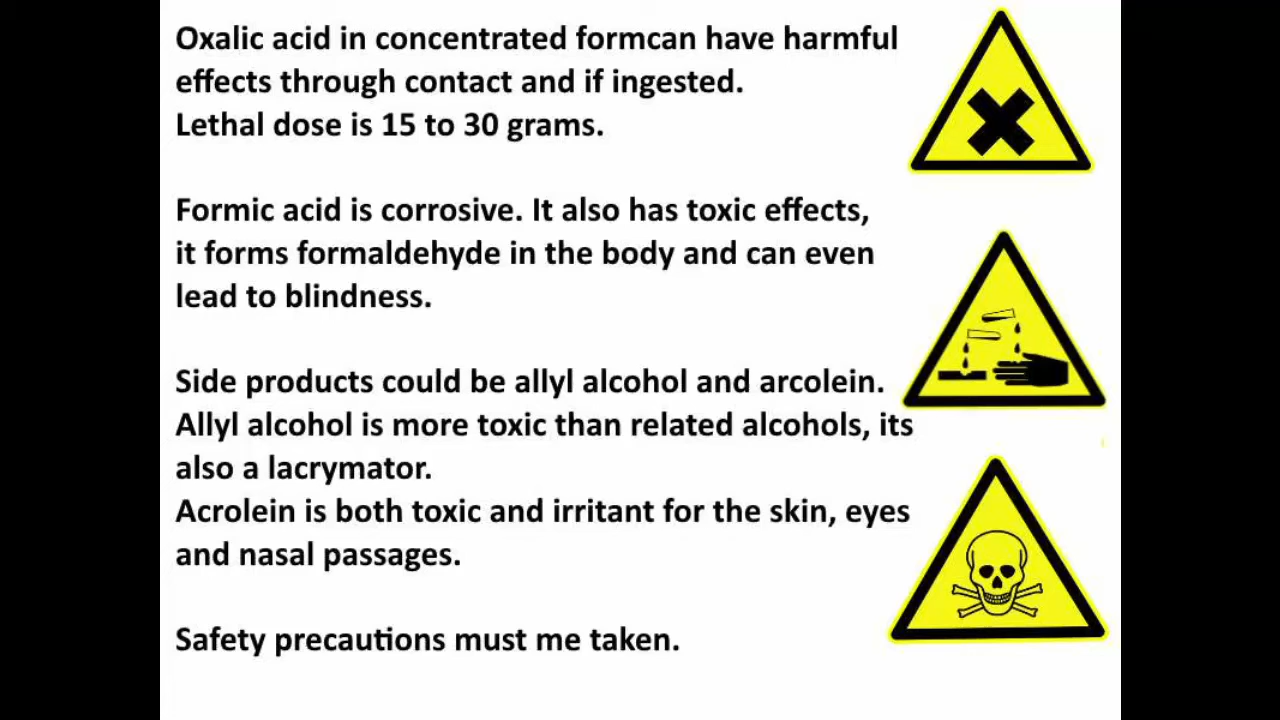 Oxalic acid in concentrated formcan have harmful
effects through contact and if ingested.
Lethal dose is 15 to 30 grams.
Formic acid is corrosive. It also has toxic effects,
it forms formaldehyde in the body and can even
lead to blindness.
Side products could be allyl alcohol and arcolein.
Allyl alcohol is more toxic than related alcohols, its
also a lacrymator.
Acrolein is both toxic and irritant for the skin, eyes
and nasal passages.
Safety precautions must me taken.